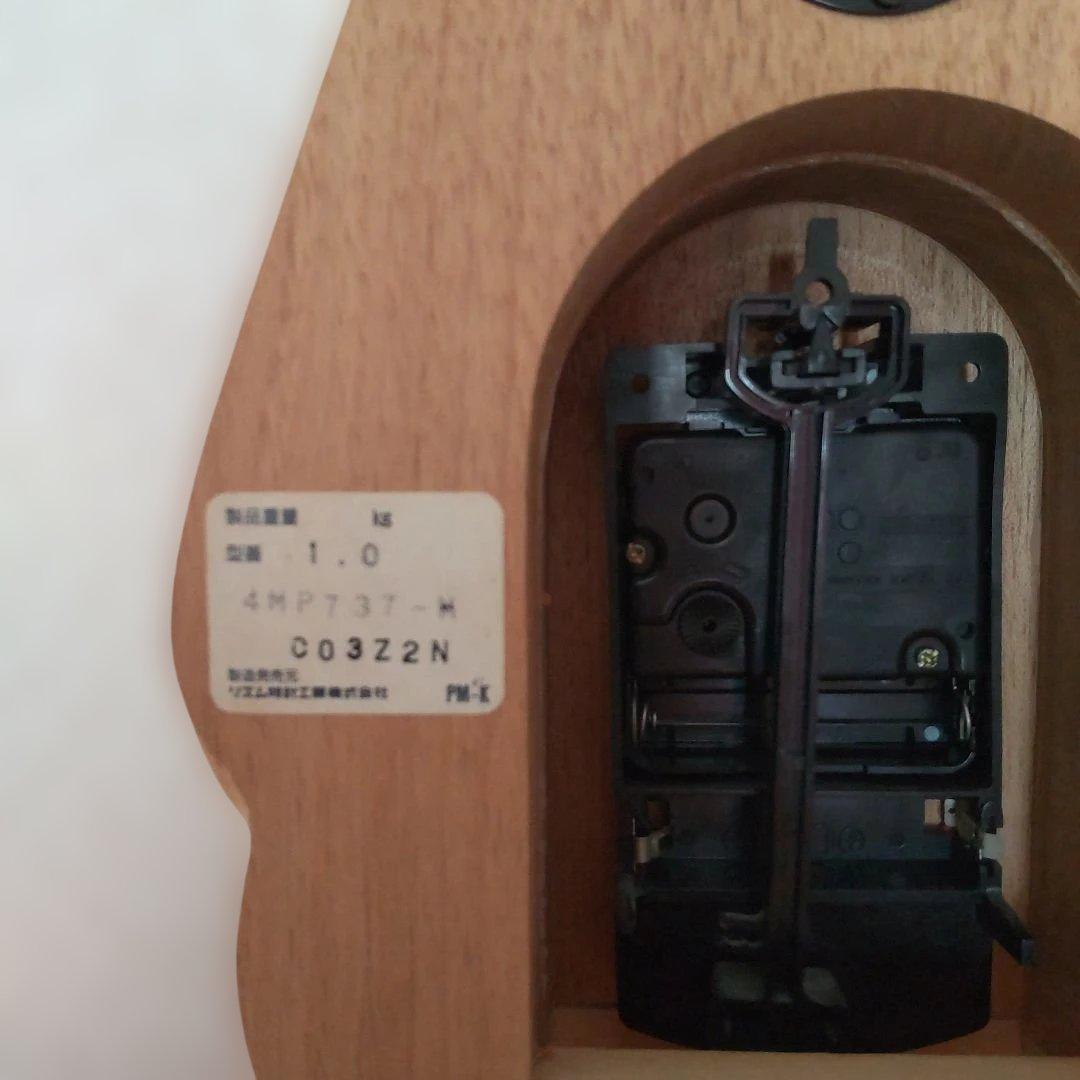 製品重量 kg
型番 1.0
4MP737-M
C03Z2N
製造発売元
リズム時計工業株式会社 PM-K